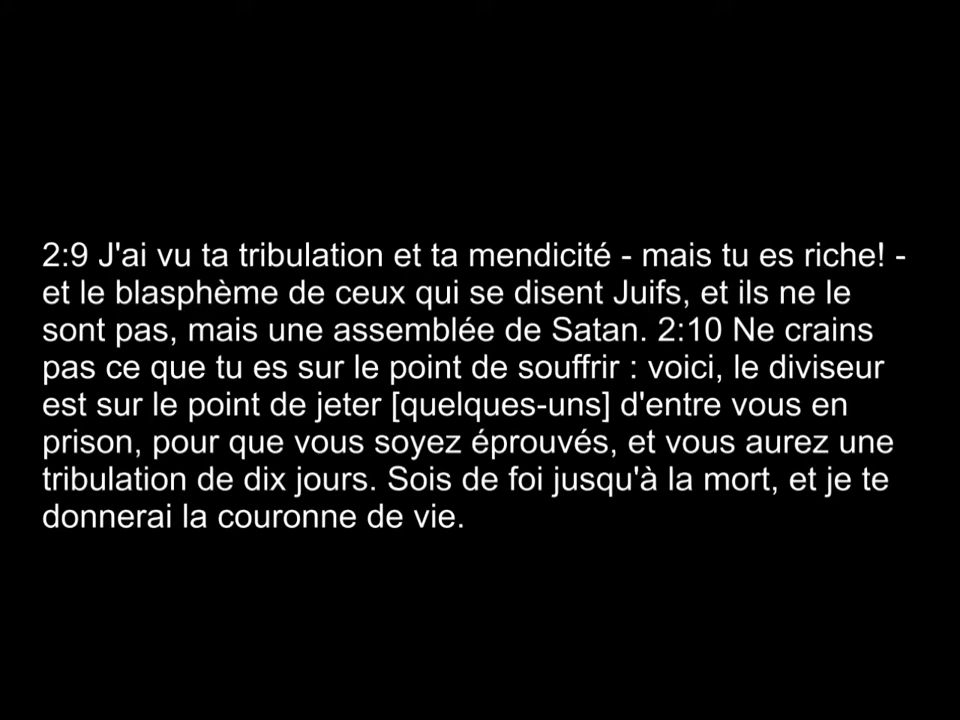 2:9 J'ai vu ta tribulation et ta mendicité - mais tu es riche! -
et le blasphème de ceux qui se disent Juifs, et ils ne le
sont pas, mais une assemblée de Satan. 2:10 Ne crains
pas ce que tu es sur le point de souffrir : voici, le diviseur
est sur le point de jeter [quelques-uns] d'entre vous en
prison, pour que vous soyez éprouvés, et vous aurez une
tribulation de dix jours. Sois de foi jusqu'à la mort, et je te
donnerai la couronne de vie.